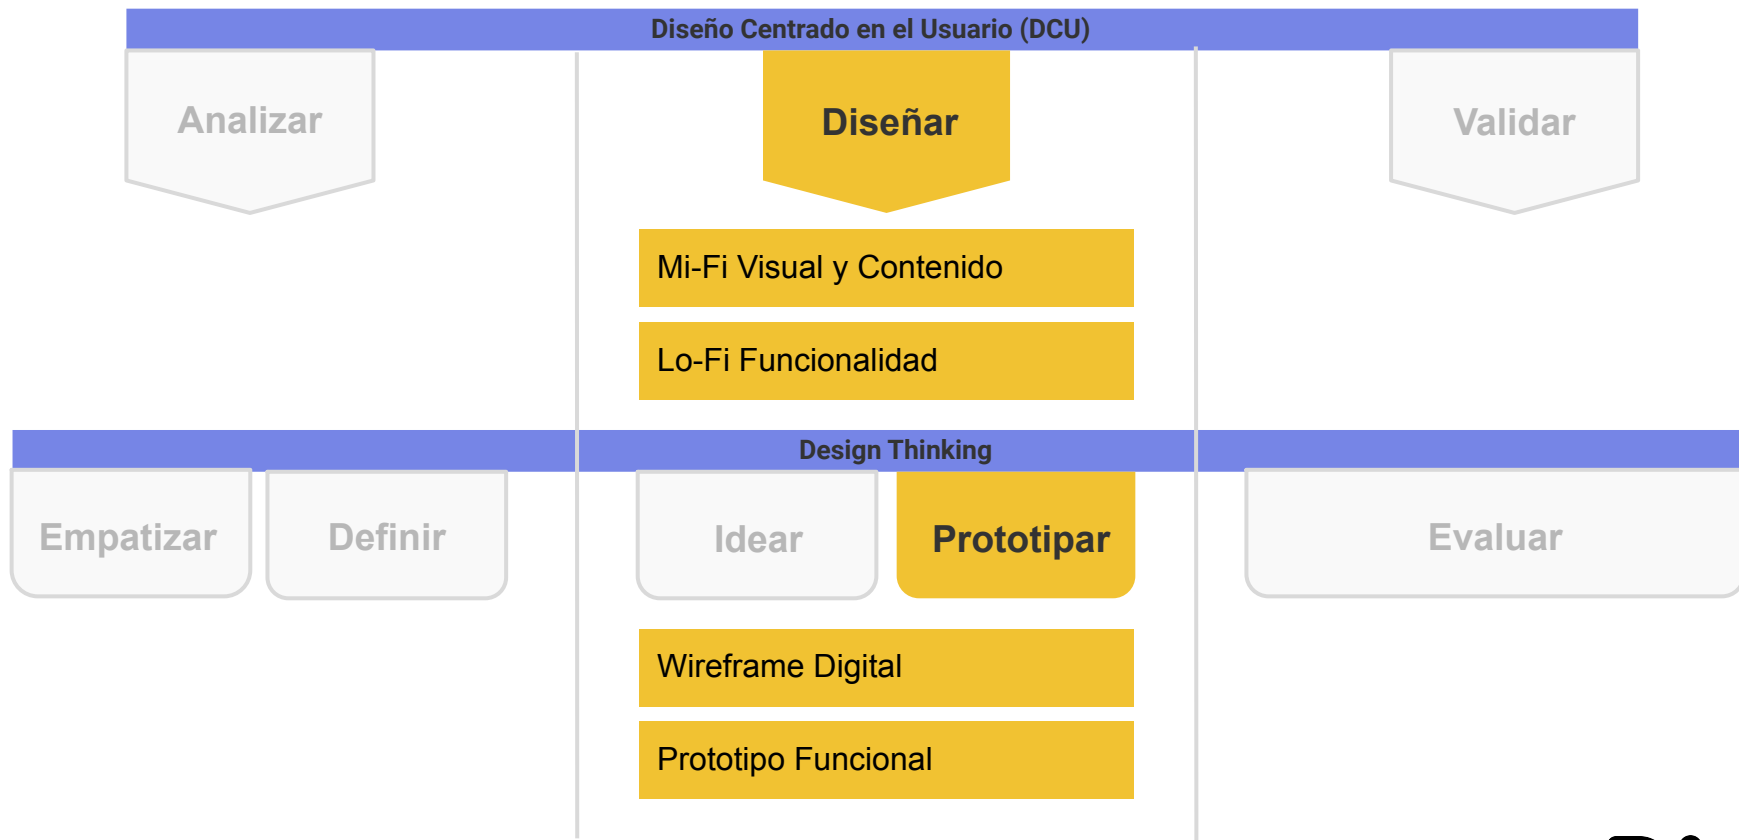 Diseño Centrado en el Usuario (DCU)
Analizar
Diseñar
Validar
Mi-Fi Visual y Contenido
Lo-Fi Funcionalidad
Design Thinking
Empatizar
Definir
Idear
Prototipar
Evaluar
Wireframe Digital
Prototipo Funcional